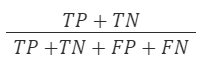 TP + TN
TP +TN + FP + FN